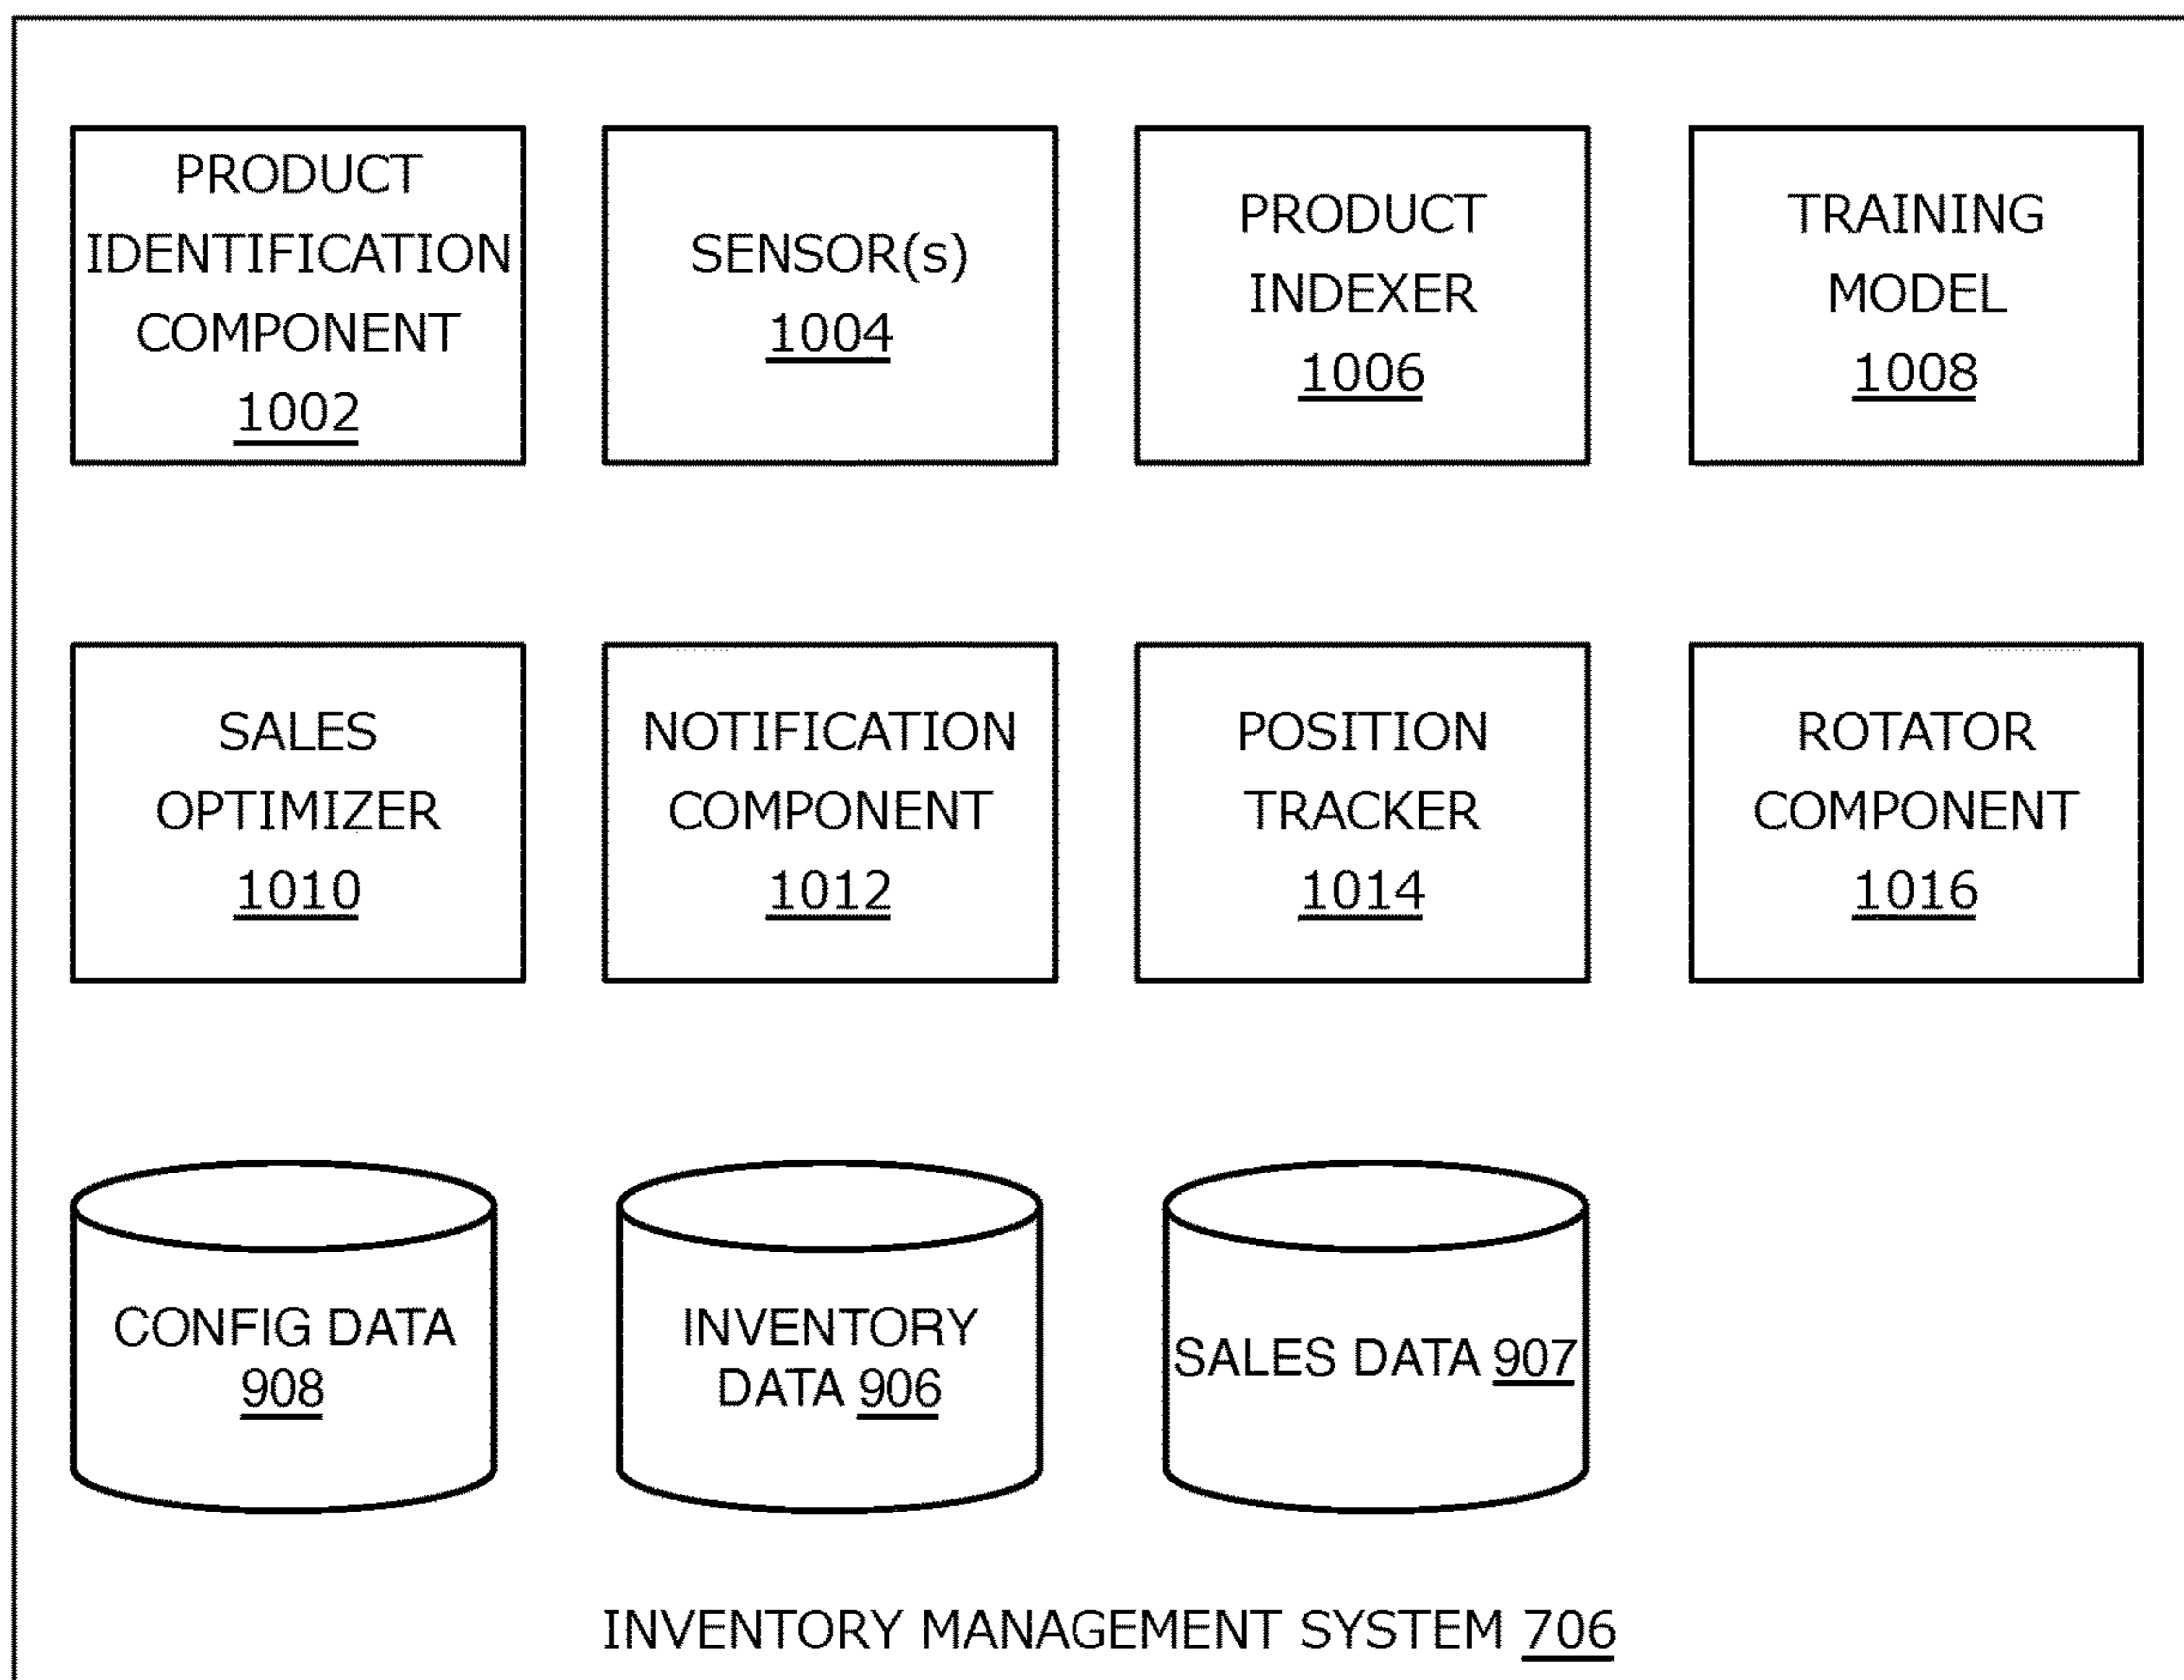 PRODUCT
IDENTIFICATION
COMPONENT
1002
SENSOR(s)
1004
PRODUCT
INDEXER
1006
TRAINING
MODEL
1008
SALES
OPTIMIZER
1010
NOTIFICATION
COMPONENT
1012
POSITION
TRACKER
1014
ROTATOR
COMPONENT
1016
CONFIG DATA
908
INVENTORY
DATA 906
SALES DATA 907
INVENTORY MANAGEMENT SYSTEM 706